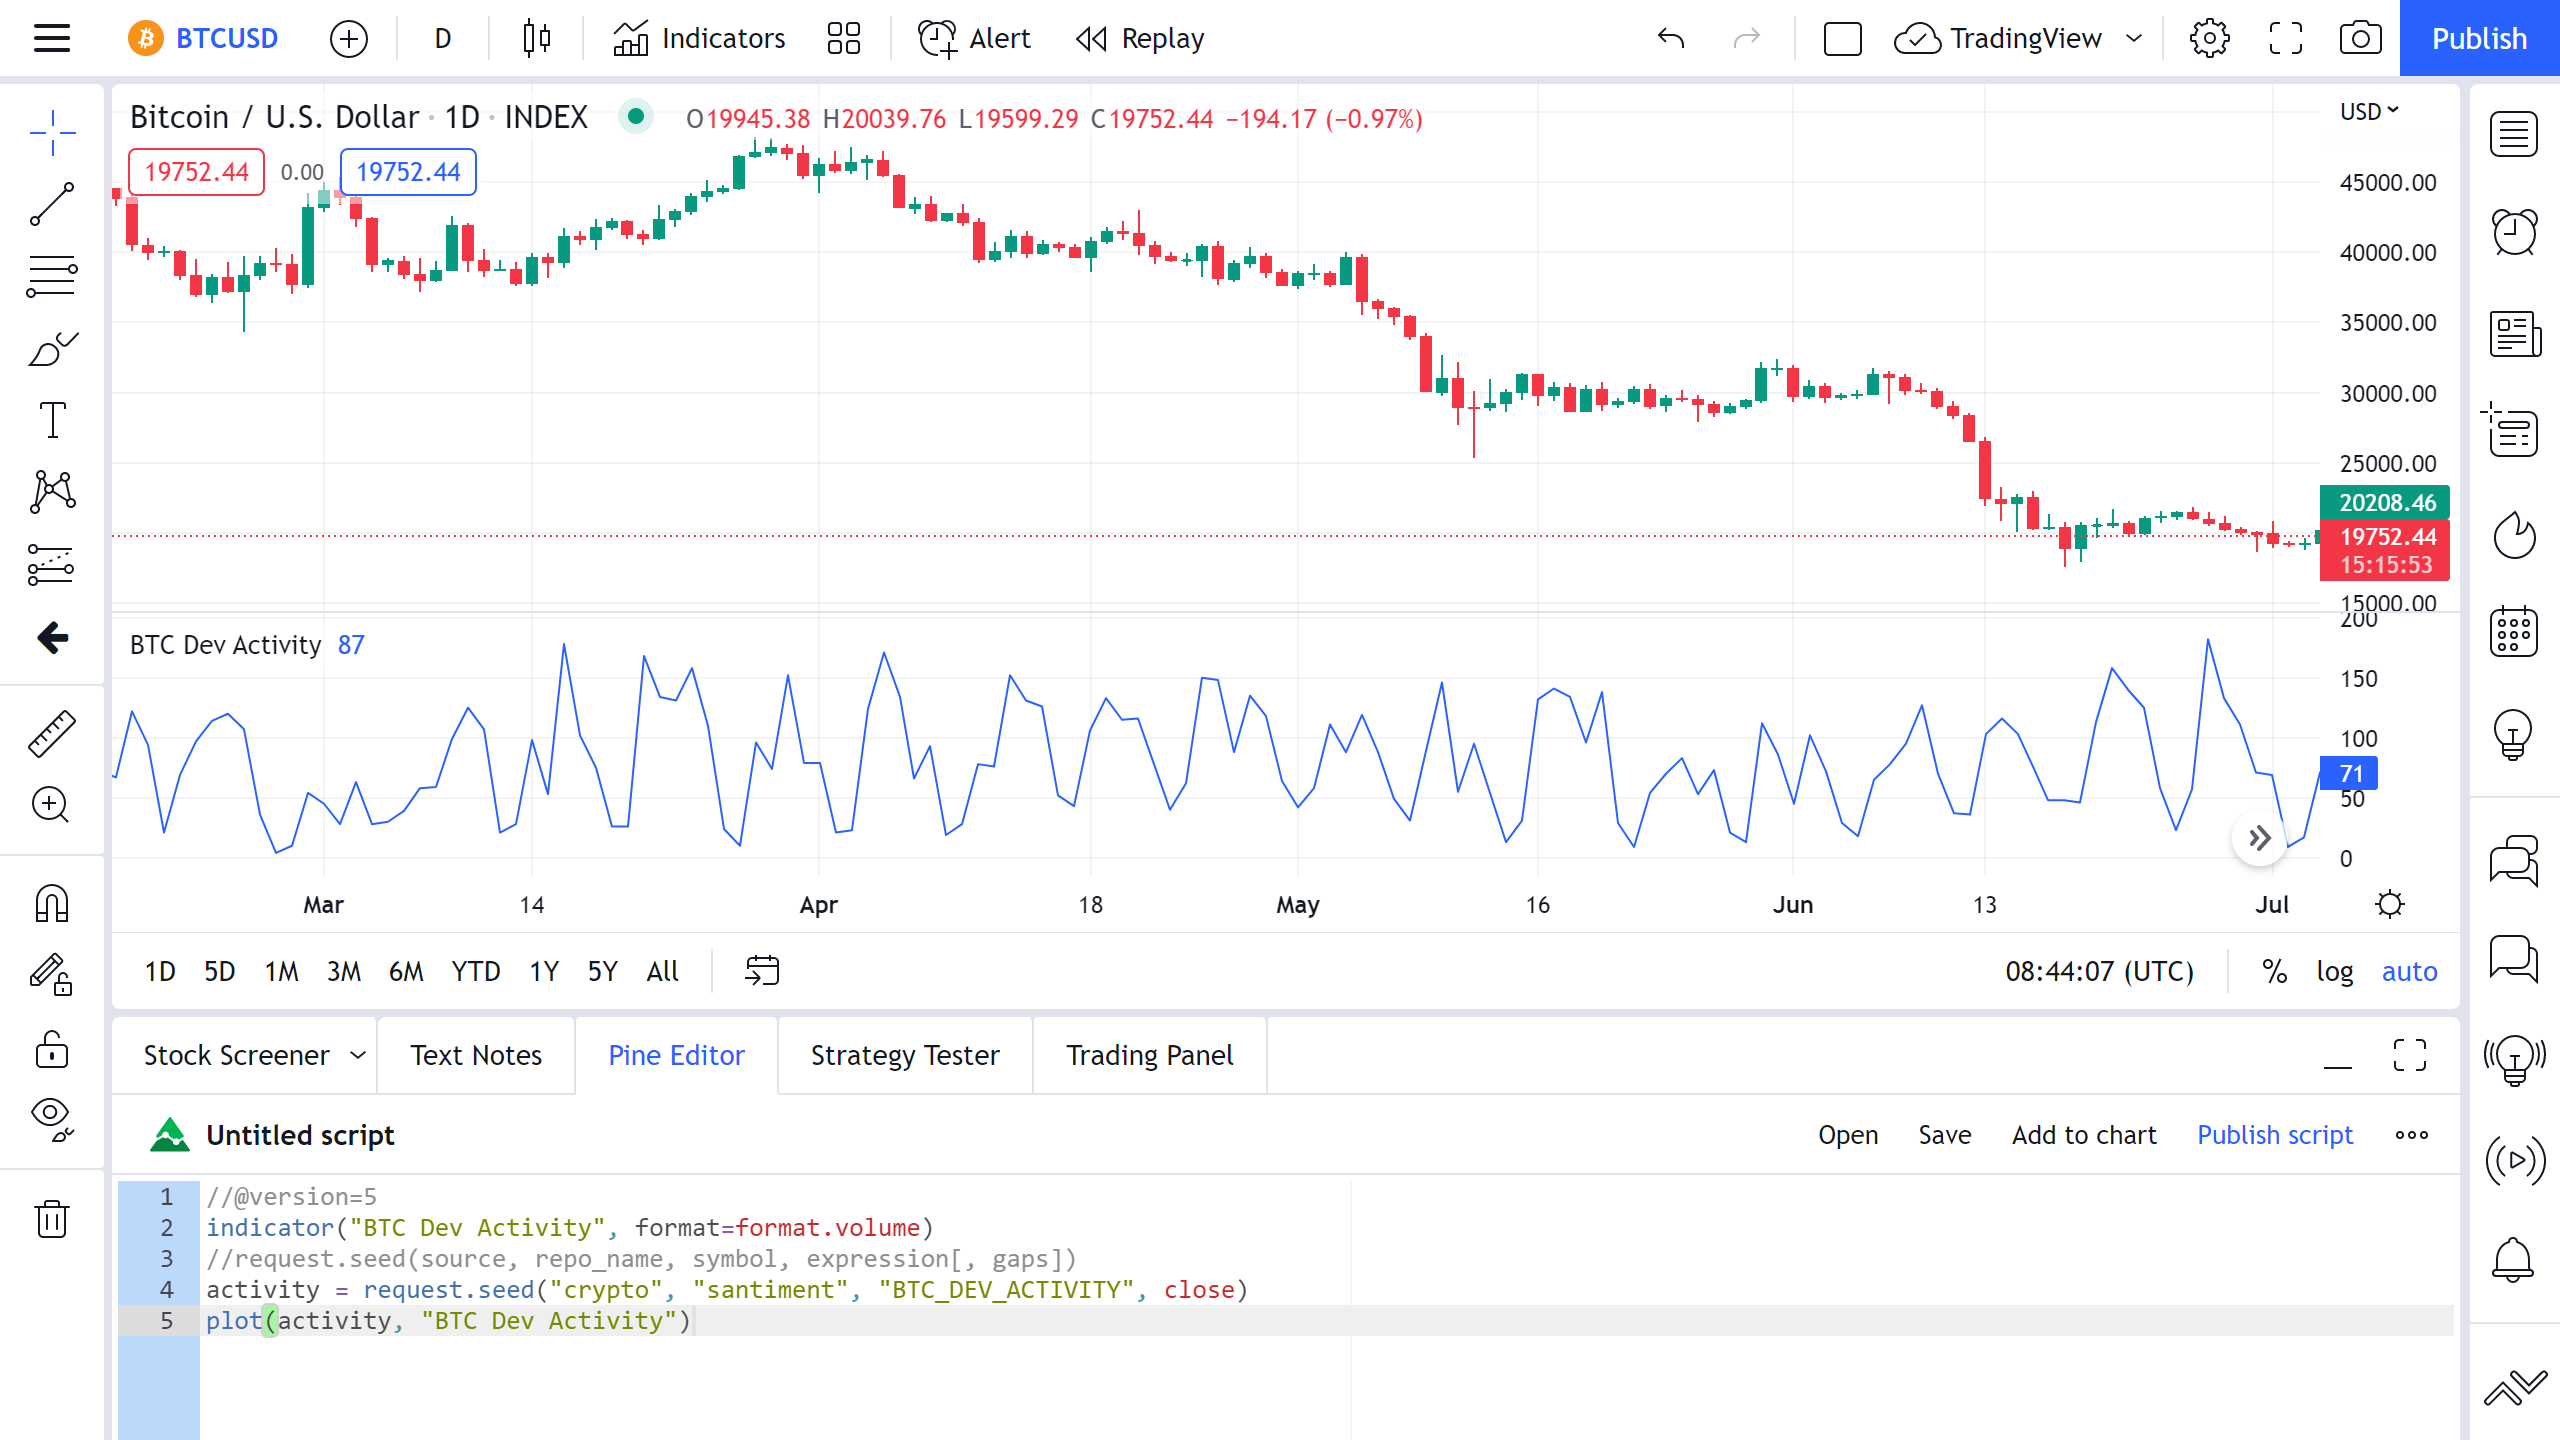 BTCUSD D Indicators Alert Replay TradingView Publish
Bitcoin / U.S. Dollar · 1D · INDEX O19945.38 H20039.76 L19599.29 C19752.44 −194.17 (−0.97%) USD
19752.44 0.00 19752.44
45000.00
40000.00
35000.00
30000.00
25000.00
20208.46
19752.44
15:15:53
15000.00
200
BTC Dev Activity 87
150
100
71
50
0
Mar 14 Apr 18 May 16 Jun 13 Jul
1D 5D 1M 3M 6M YTD 1Y 5Y All 08:44:07 (UTC) % log auto
Stock Screener Text Notes Pine Editor Strategy Tester Trading Panel
Untitled script Open Save Add to chart Publish script
1 //@version=5
2 indicator("BTC Dev Activity", format=format.volume)
3 //request.seed(source, repo_name, symbol, expression[, gaps])
4 activity = request.seed("crypto", "santiment", "BTC_DEV_ACTIVITY", close)
5 plot(activity, "BTC Dev Activity")